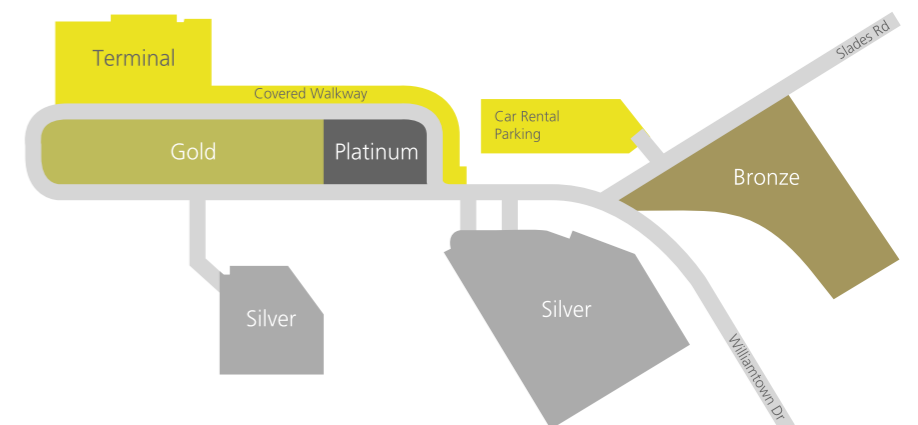 Terminal
Slades Rd
Covered Walkway
Car Rental
Parking
Gold
Platinum
Bronze
Silver
Silver
Williamtown Dr